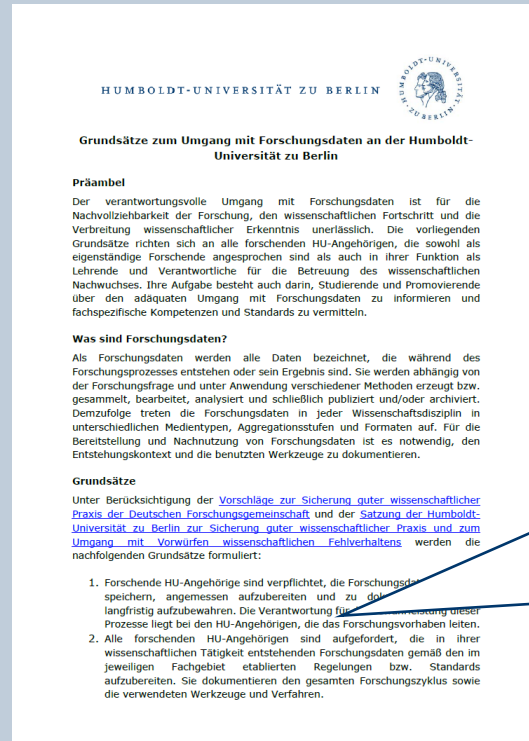 HUMBOLDT-UNIVERSITÄT ZU BERLIN
HUMBOLDT-UNIVERSITÄT · ZU BERLIN ·
Grundsätze zum Umgang mit Forschungsdaten an der Humboldt-
Universität zu Berlin
Präambel
Der verantwortungsvolle Umgang mit Forschungsdaten ist für die
Nachvollziehbarkeit der Forschung, den wissenschaftlichen Fortschritt und die
Verbreitung wissenschaftlicher Erkenntnis unerlässlich. Die vorliegenden
Grundsätze richten sich an alle forschenden HU-Angehörigen, die sowohl als
eigenständige Forschende angesprochen sind als auch in ihrer Funktion als
Lehrende und Verantwortliche für die Betreuung des wissenschaftlichen
Nachwuchses. Ihre Aufgabe besteht auch darin, Studierende und Promovierende
über den adäquaten Umgang mit Forschungsdaten zu informieren und
fachspezifische Kompetenzen und Standards zu vermitteln.
Was sind Forschungsdaten?
Als Forschungsdaten werden alle Daten bezeichnet, die während des
Forschungsprozesses entstehen oder sein Ergebnis sind. Sie werden abhängig von
der Forschungsfrage und unter Anwendung verschiedener Methoden erzeugt bzw.
gesammelt, bearbeitet, analysiert und schließlich publiziert und/oder archiviert.
Demzufolge treten die Forschungsdaten in jeder Wissenschaftsdisziplin in
unterschiedlichen Medientypen, Aggregationsstufen und Formaten auf. Für die
Bereitstellung und Nachnutzung von Forschungsdaten ist es notwendig, den
Entstehungskontext und die benutzten Werkzeuge zu dokumentieren.
Grundsätze
Unter Berücksichtigung der Vorschläge zur Sicherung guter wissenschaftlicher
Praxis der Deutschen Forschungsgemeinschaft und der Satzung der Humboldt-
Universität zu Berlin zur Sicherung guter wissenschaftlicher Praxis und zum
Umgang mit Vorwürfen wissenschaftlichen Fehlverhaltens werden die
nachfolgenden Grundsätze formuliert:
1. Forschende HU-Angehörige sind verpflichtet, die
speichern, angemessen aufzubereiten und zu
langfristig aufzubewahren. Die Verantwortung für dieser
Prozesse liegt bei den HU-Angehörigen, die das Forschungsvorhaben leiten.
2. Alle forschenden HU-Angehörigen sind aufgefordert, die in ihrer
wissenschaftlichen Tätigkeit entstehenden Forschungsdaten gemäß den im
jeweiligen Fachgebiet etablierten Regelungen bzw. Standards
aufzubereiten. Sie dokumentieren den gesamten Forschungszyklus sowie
die verwendeten Werkzeuge und Verfahren.